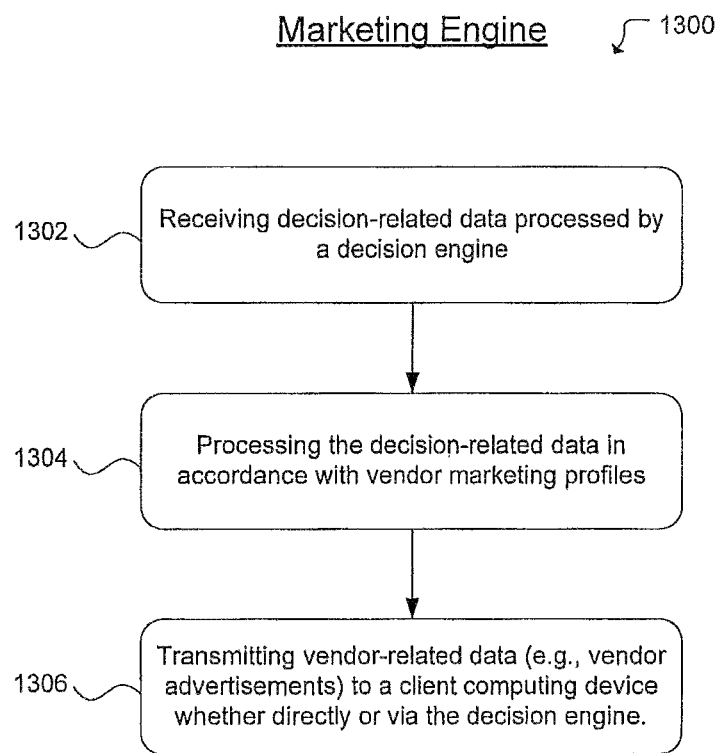 Marketing Engine
1300
1302
Receiving decision-related data processed by
a decision engine
1304
Processing the decision-related data in
accordance with vendor marketing profiles
1306
Transmitting vendor-related data (e.g., vendor
advertisements) to a client computing device
whether directly or via the decision engine.